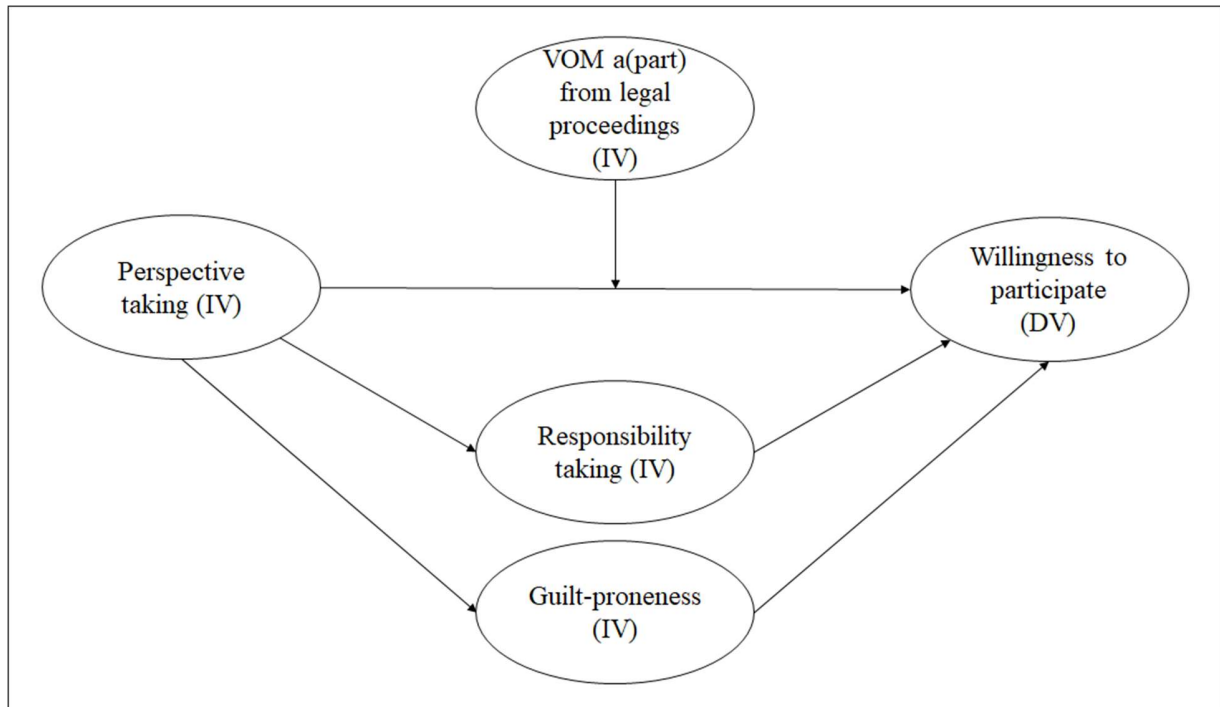 VOM a(part)
from legal
proceedings
(IV)
Perspective
taking (IV)
Willingness to
participate
(DV)
Responsibility
taking (IV)
Guilt-proneness
(IV)